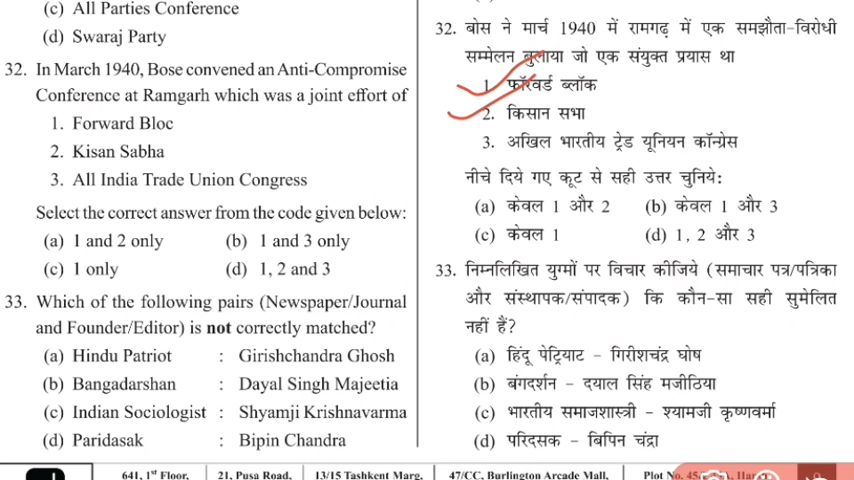 (c) All Parties Conference
(d) Swaraj Party
32. In March 1940, Bose convened an Anti-Compromise
Conference at Ramgarh which was a joint effort of
1. Forward Bloc
2. Kisan Sabha
3. All India Trade Union Congress
Select the correct answer from the code given below:
(a) 1 and 2 only (b) 1 and 3 only
(c) 1 only (d) 1, 2 and 3
33. Which of the following pairs (Newspaper/Journal
and Founder/Editor) is not correctly matched?
(a) Hindu Patriot : Girishchandra Ghosh
(b) Bangadarshan : Dayal Singh Majeetia
(c) Indian Sociologist : Shyamji Krishnavarma
(d) Paridasak : Bipin Chandra
32. बोस ने मार्च 1940 में रामगढ़ में एक समझौता-विरोधी
सम्मेलन बुलाया जो एक संयुक्त प्रयास था
1. फॉरवर्ड ब्लॉक
2. किसान सभा
3. अखिल भारतीय ट्रेड यूनियन कॉन्ग्रेस
नीचे दिये गए कूट से सही उत्तर चुनिये:
(a) केवल 1 और 2 (b) केवल 1 और 3
(c) केवल 1 (d) 1, 2 और 3
33. निम्नलिखित युग्मों पर विचार कीजिये (समाचार पत्र/पत्रिका
और संस्थापक/संपादक) कि कौन-सा सही सुमेलित
नहीं हैं?
(a) हिंदू पेट्रियाट - गिरीशचंद्र घोष
(b) बंगदर्शन - दयाल सिंह मजीठिया
(c) भारतीय समाजशास्त्री - श्यामजी कृष्णवर्मा
(d) परिदसक - बिपिन चंद्रा
641, 1st Floor, 21, Pusa Road, 13/15 Tashkent Marg, 47/CC, Burlington Arcade Mall, Plot No.